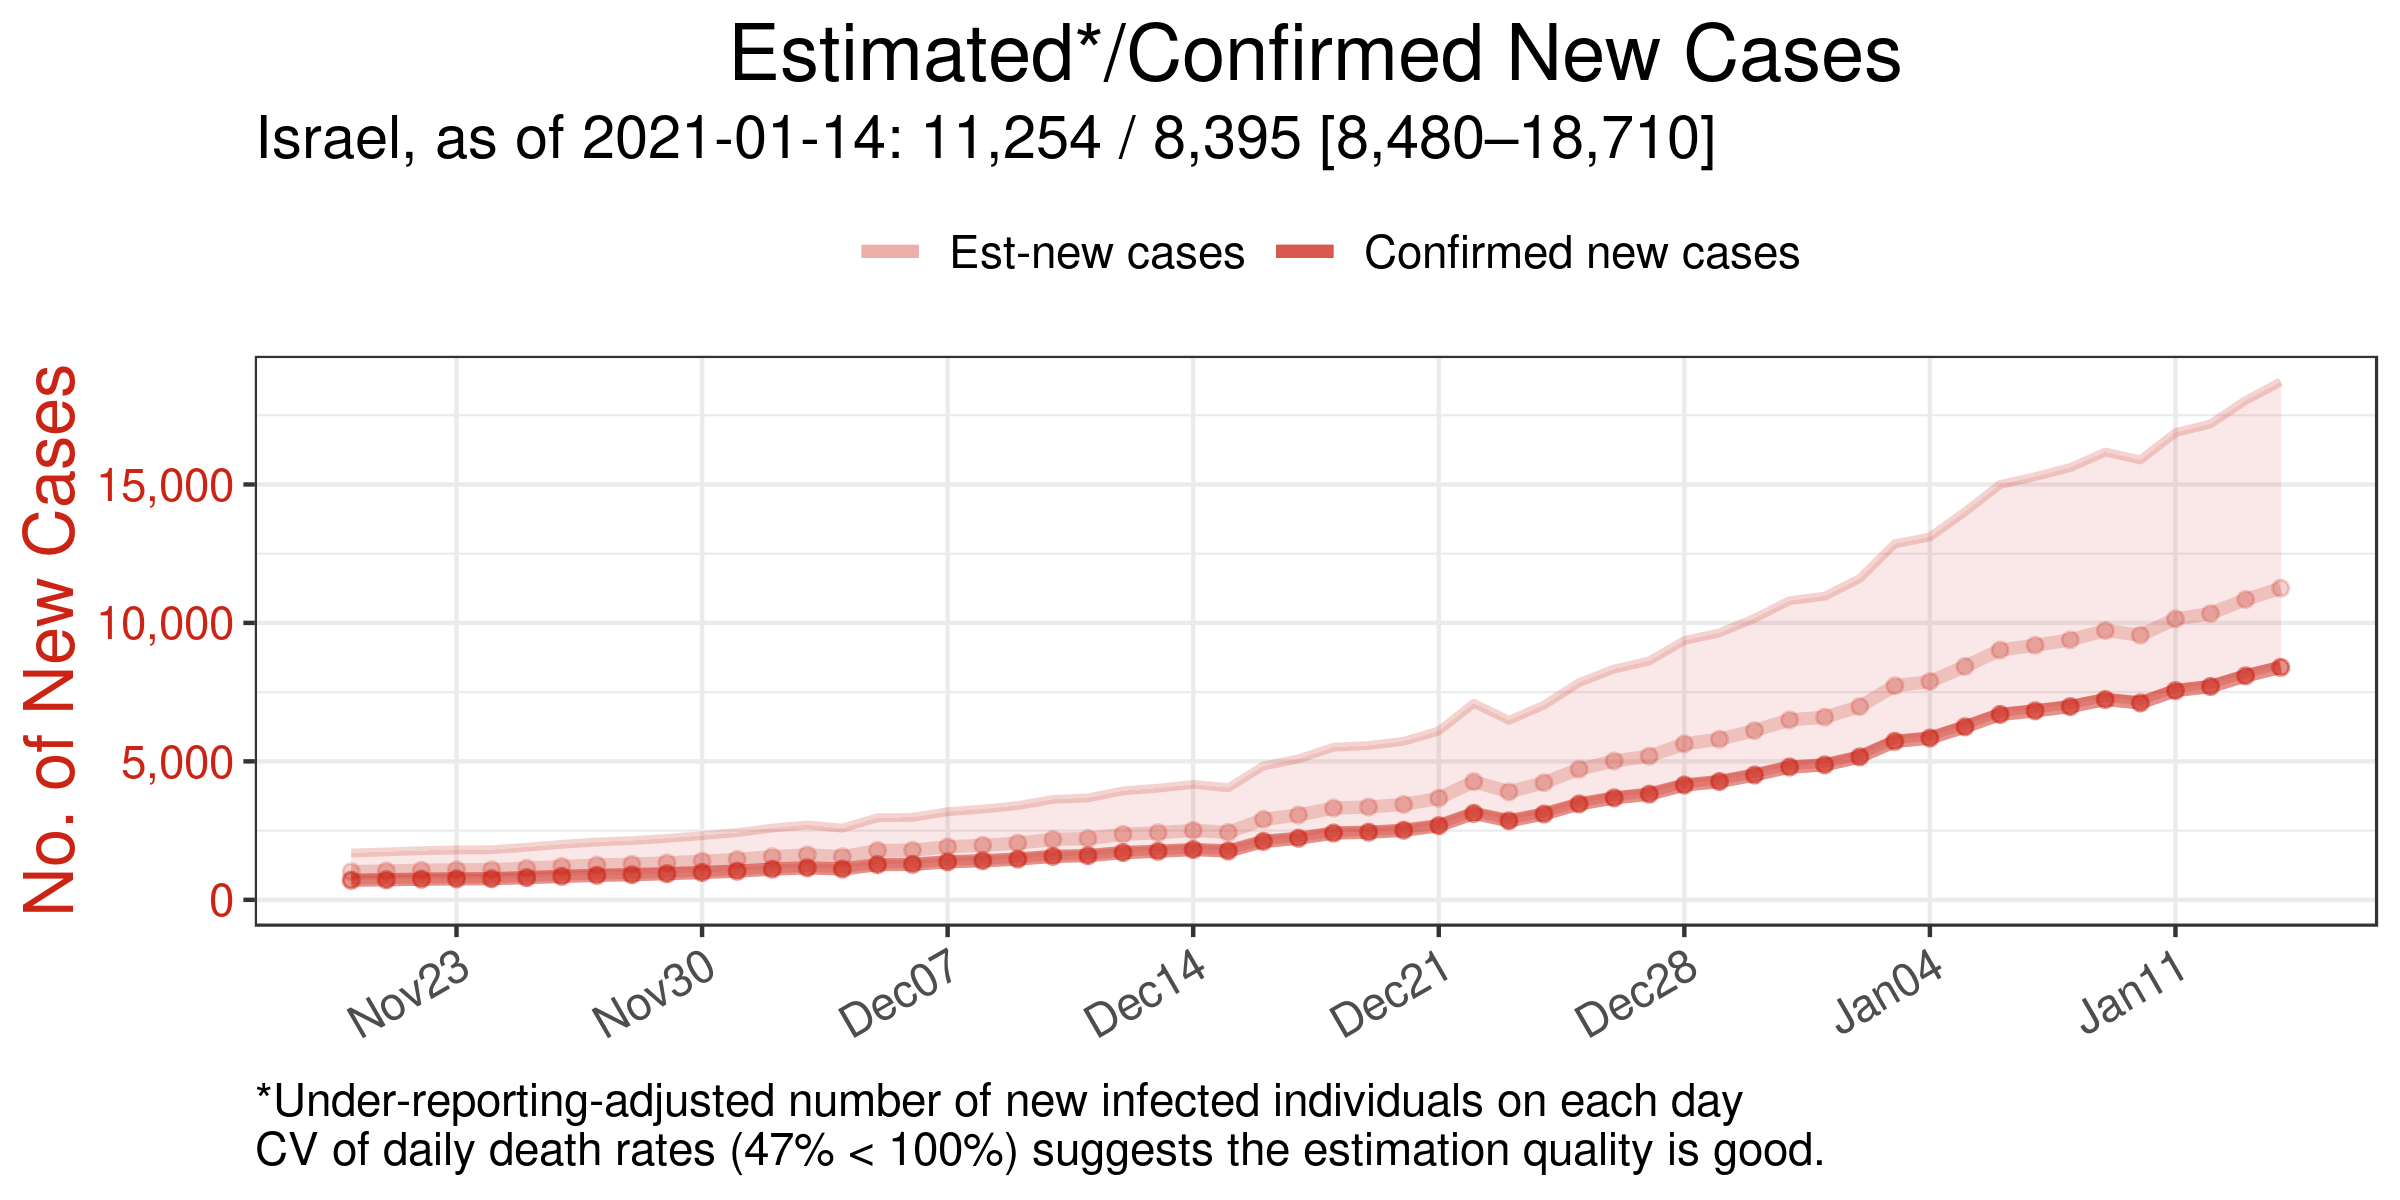 Estimated*/Confirmed New Cases
Israel, as of 2021-01-14: 11,254 / 8,395 [8,480–18,710]
Est-new cases
Confirmed new cases
No. of New Cases
15,000
10,000
5,000
0
Nov23
Nov30
Dec07
Dec14
Dec21
Dec28
Jan04
Jan11
*Under-reporting-adjusted number of new infected individuals on each day
CV of daily death rates (47% < 100%) suggests the estimation quality is good.